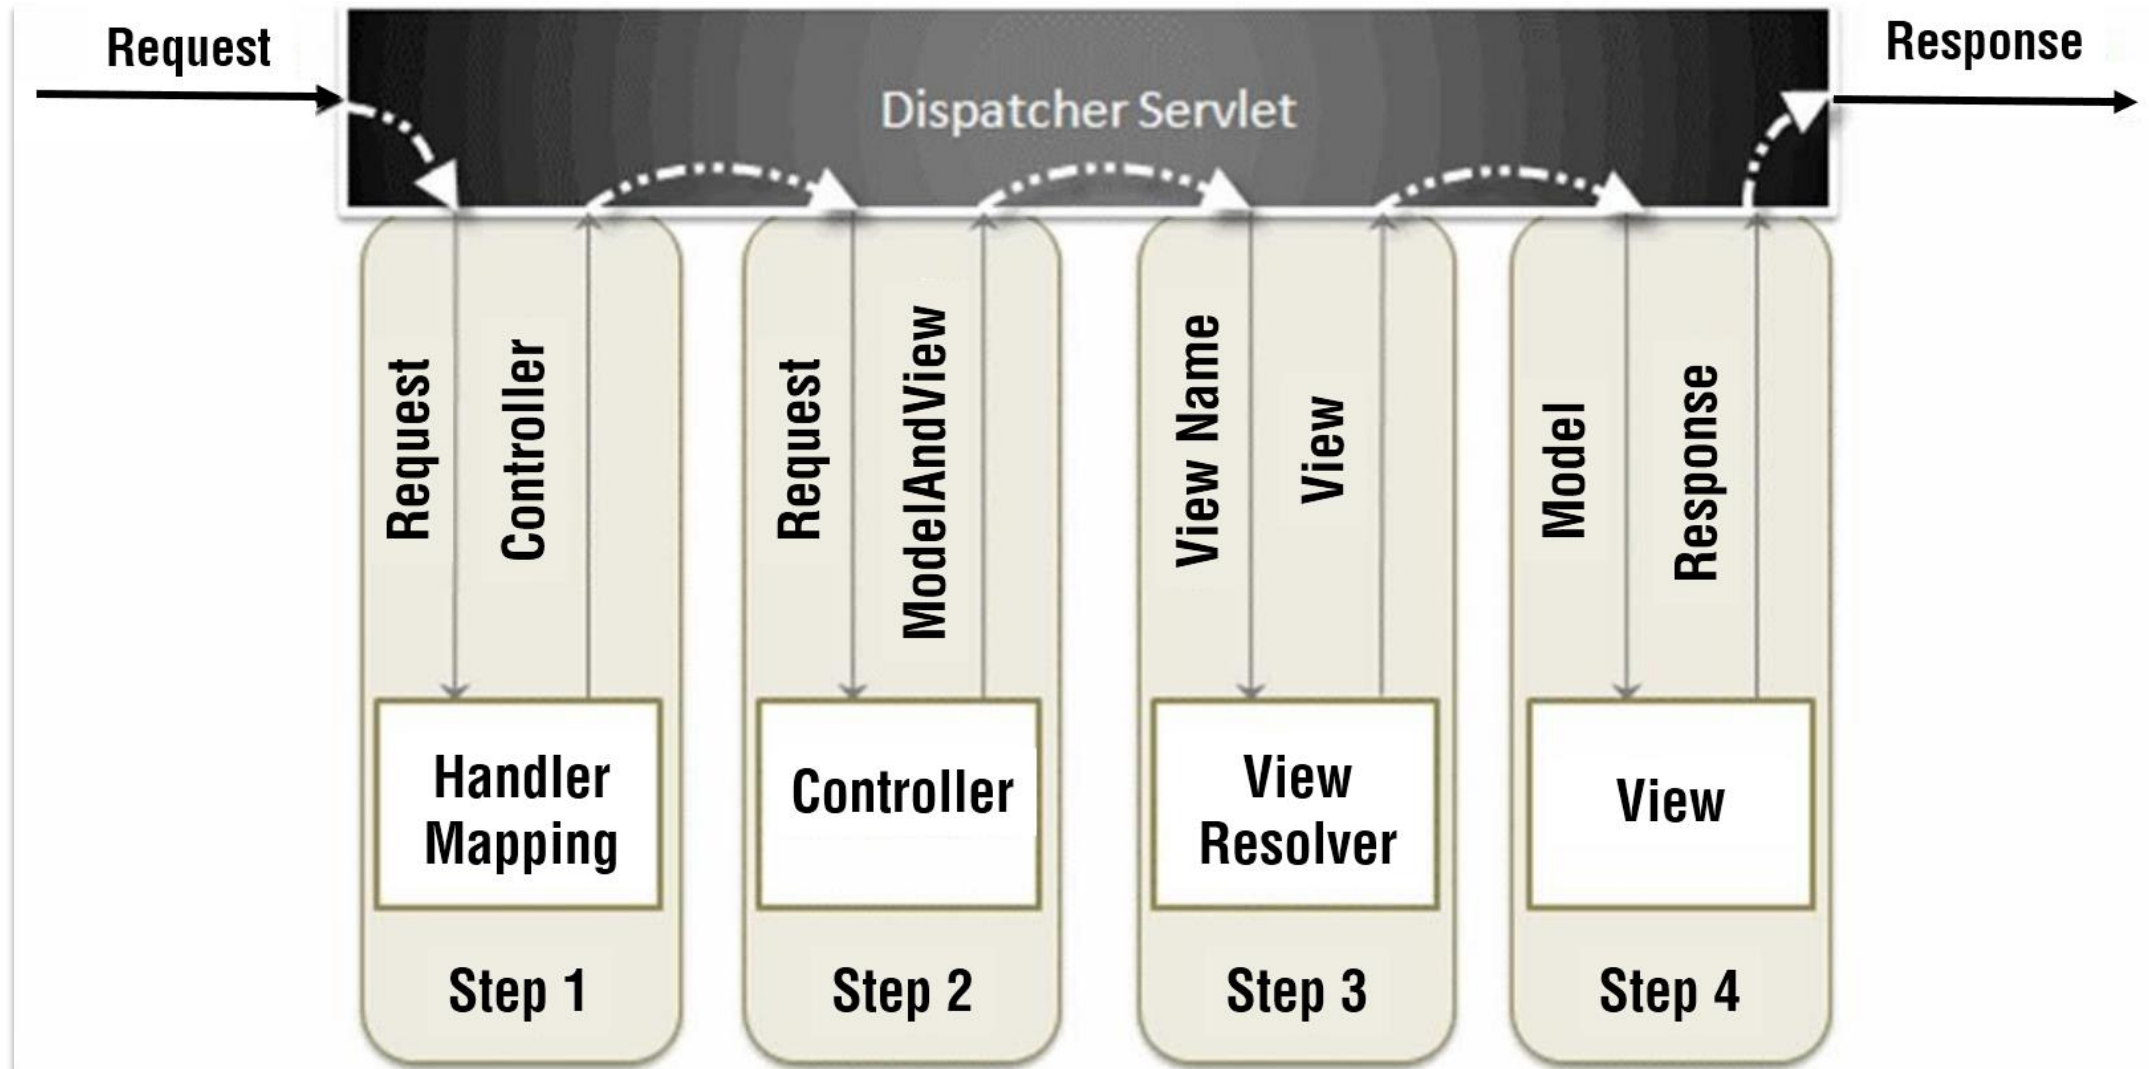 Request
Response
Dispatcher Servlet
Request
Controller
Request
ModelAndView
View Name
View
Model
Response
Handler
Mapping
Controller
View
Resolver
View
Step 1
Step 2
Step 3
Step 4